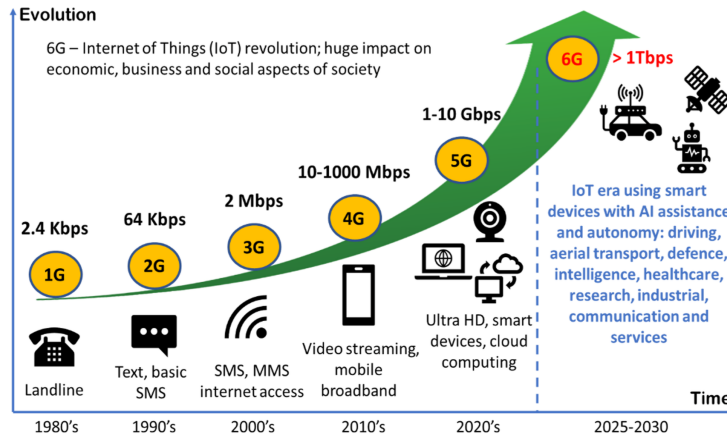 Evolution
6G – Internet of Things (IoT) revolution; huge impact on
economic, business and social aspects of society
6G
> 1Tbps
1-10 Gbps
5G
10-1000 Mbps
4G
2 Mbps
3G
64 Kbps
2G
2.4 Kbps
1G
IoT era using smart
devices with AI assistance
and autonomy: driving,
aerial transport, defence,
intelligence, healthcare,
research, industrial,
communication and
services
Landline
Text, basic
SMS
SMS, MMS
internet access
Video streaming,
mobile
broadband
Ultra HD, smart
devices, cloud
computing
Time
1980's
1990's
2000's
2010's
2020's
2025-2030